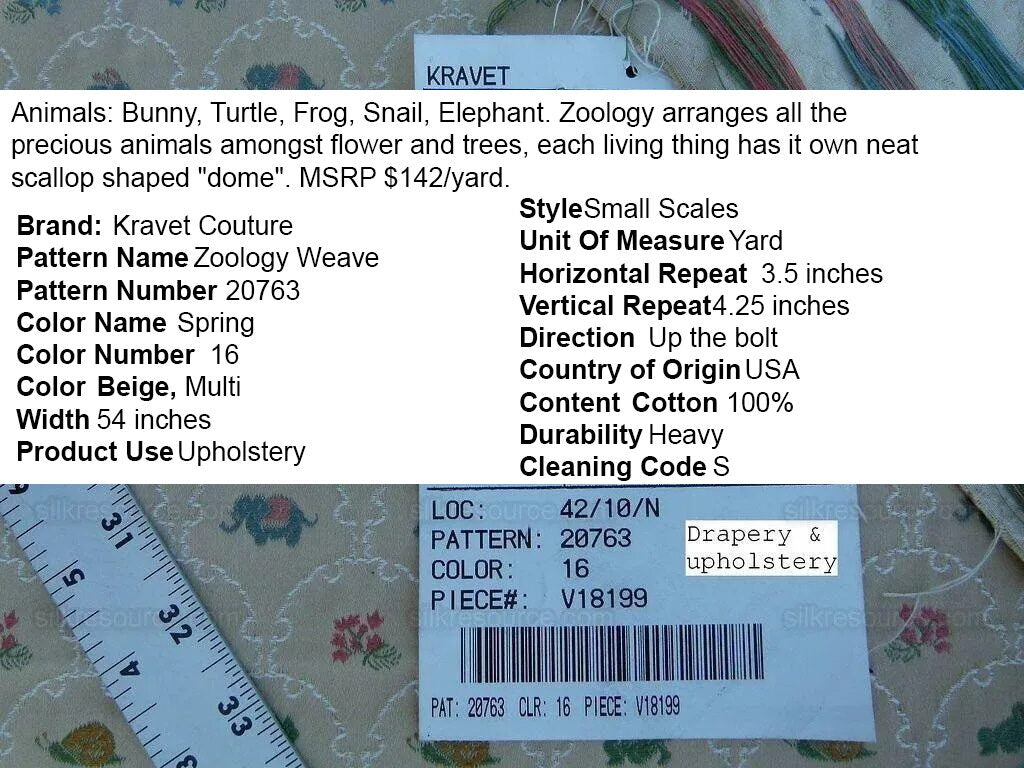 KRAVET
Animals: Bunny, Turtle, Frog, Snail, Elephant. Zoology arranges all the
precious animals amongst flower and trees, each living thing has it own neat
scallop shaped "dome". MSRP $142/yard.
Brand: Kravet Couture
Pattern Name Zoology Weave
Pattern Number 20763
Color Name Spring
Color Number 16
Color Beige, Multi
Width 54 inches
Product Use Upholstery
Style Small Scales
Unit Of Measure Yard
Horizontal Repeat 3.5 inches
Vertical Repeat 4.25 inches
Direction Up the bolt
Country of Origin USA
Content Cotton 100%
Durability Heavy
Cleaning Code S
LOC: 42/10/N
PATTERN: 20763
COLOR: 16
PIECE#: V18199
Drapery &
upholstery
PAT: 20763 CLR: 16 PIECE: V18199
31
32
33
5
4